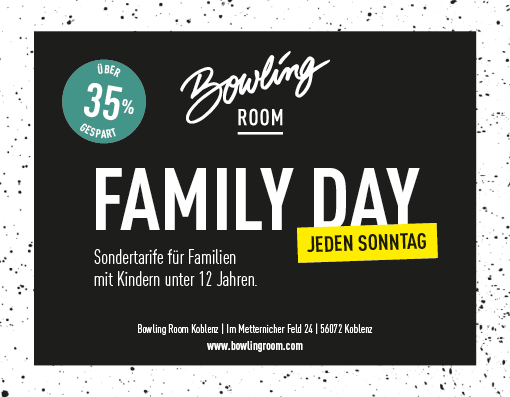 ÜBER
35%
GESPART
Bowling
ROOM
FAMILY DAY
JEDEN SONNTAG
Sondertarife für Familien
mit Kindern unter 12 Jahren.
Bowling Room Koblenz | Im Metternicher Feld 24 | 56072 Koblenz
www.bowlingroom.com